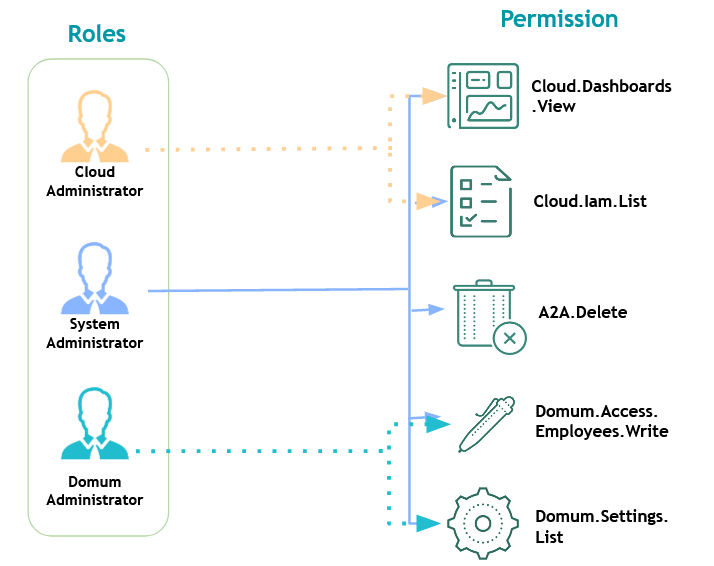 Roles
Permission
Cloud
Administrator
System
Administrator
Domum
Administrator
Cloud.Dashboards
.View
Cloud.Iam.List
A2A.Delete
Domum.Access.
Employees.Write
Domum.Settings.
List